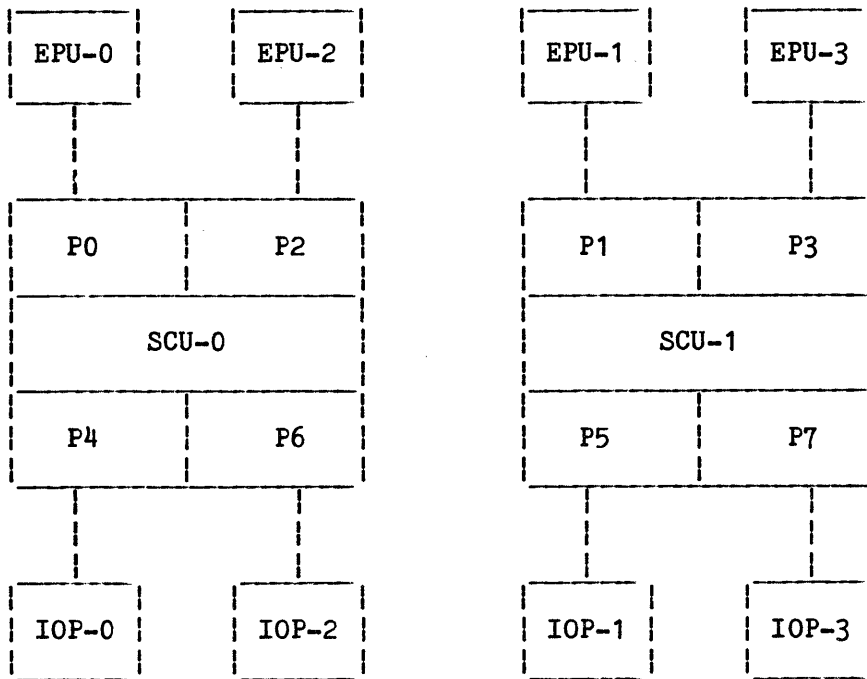 EPU-0 EPU-2 EPU-1 EPU-3
P0 P2 P1 P3
SCU-0 SCU-1
P4 P6 P5 P7
IOP-0 IOP-2 IOP-1 IOP-3